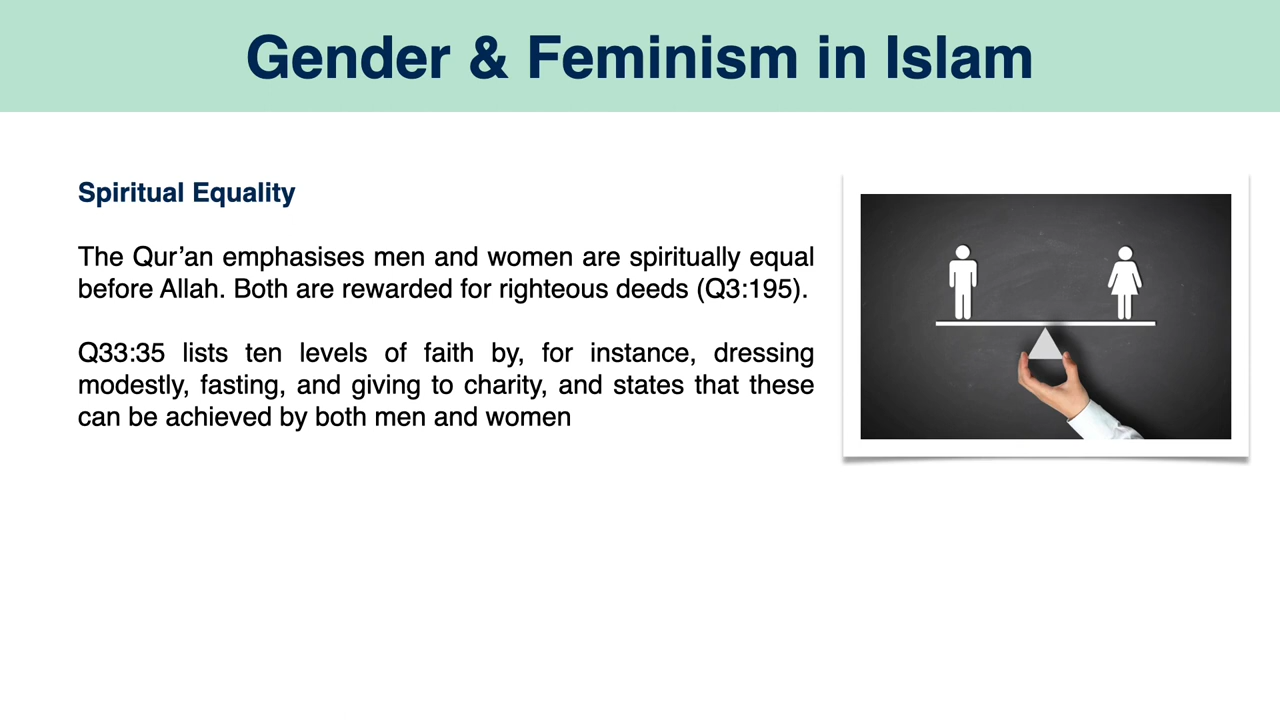 Gender & Feminism in Islam
Spiritual Equality
The Qur’an emphasises men and women are spiritually equal
before Allah. Both are rewarded for righteous deeds (Q3:195).
Q33:35 lists ten levels of faith by, for instance, dressing
modestly, fasting, and giving to charity, and states that these
can be achieved by both men and women